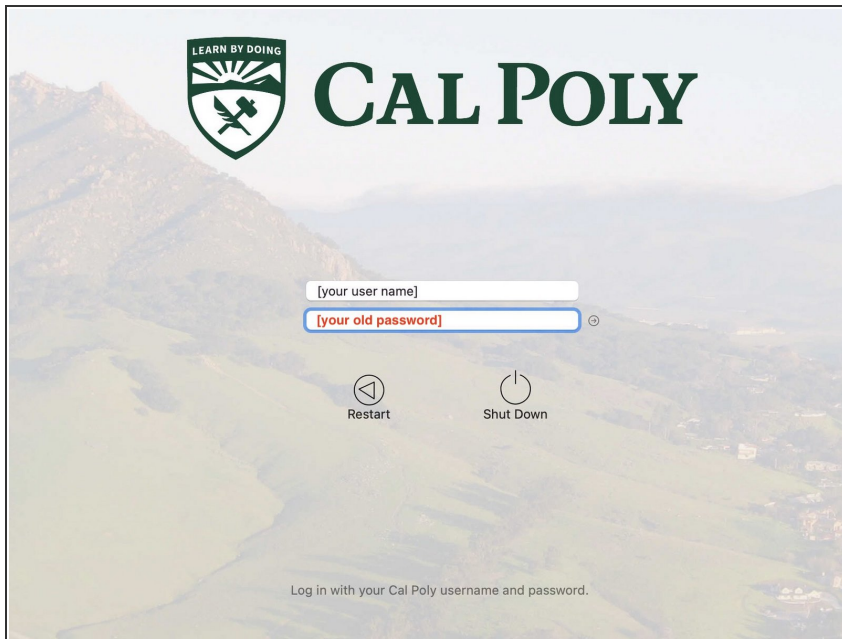 LEARN BY DOING
CAL POLY
[your user name]
[your old password]
Restart
Shut Down
Log in with your Cal Poly username and password.